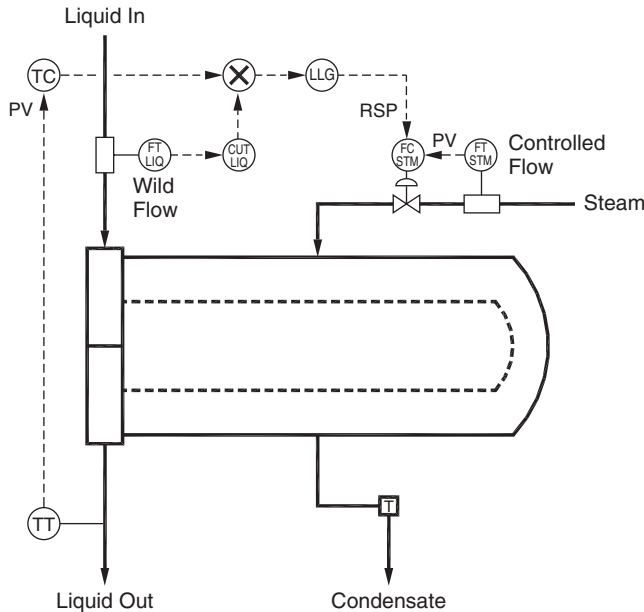 Liquid In
TC
LLG
PV
RSP
FT
LIQ
CUT
LIQ
FC
STM
PV
FT
STM
Controlled
Flow
Wild
Flow
Steam
T
TT
Liquid Out
Condensate